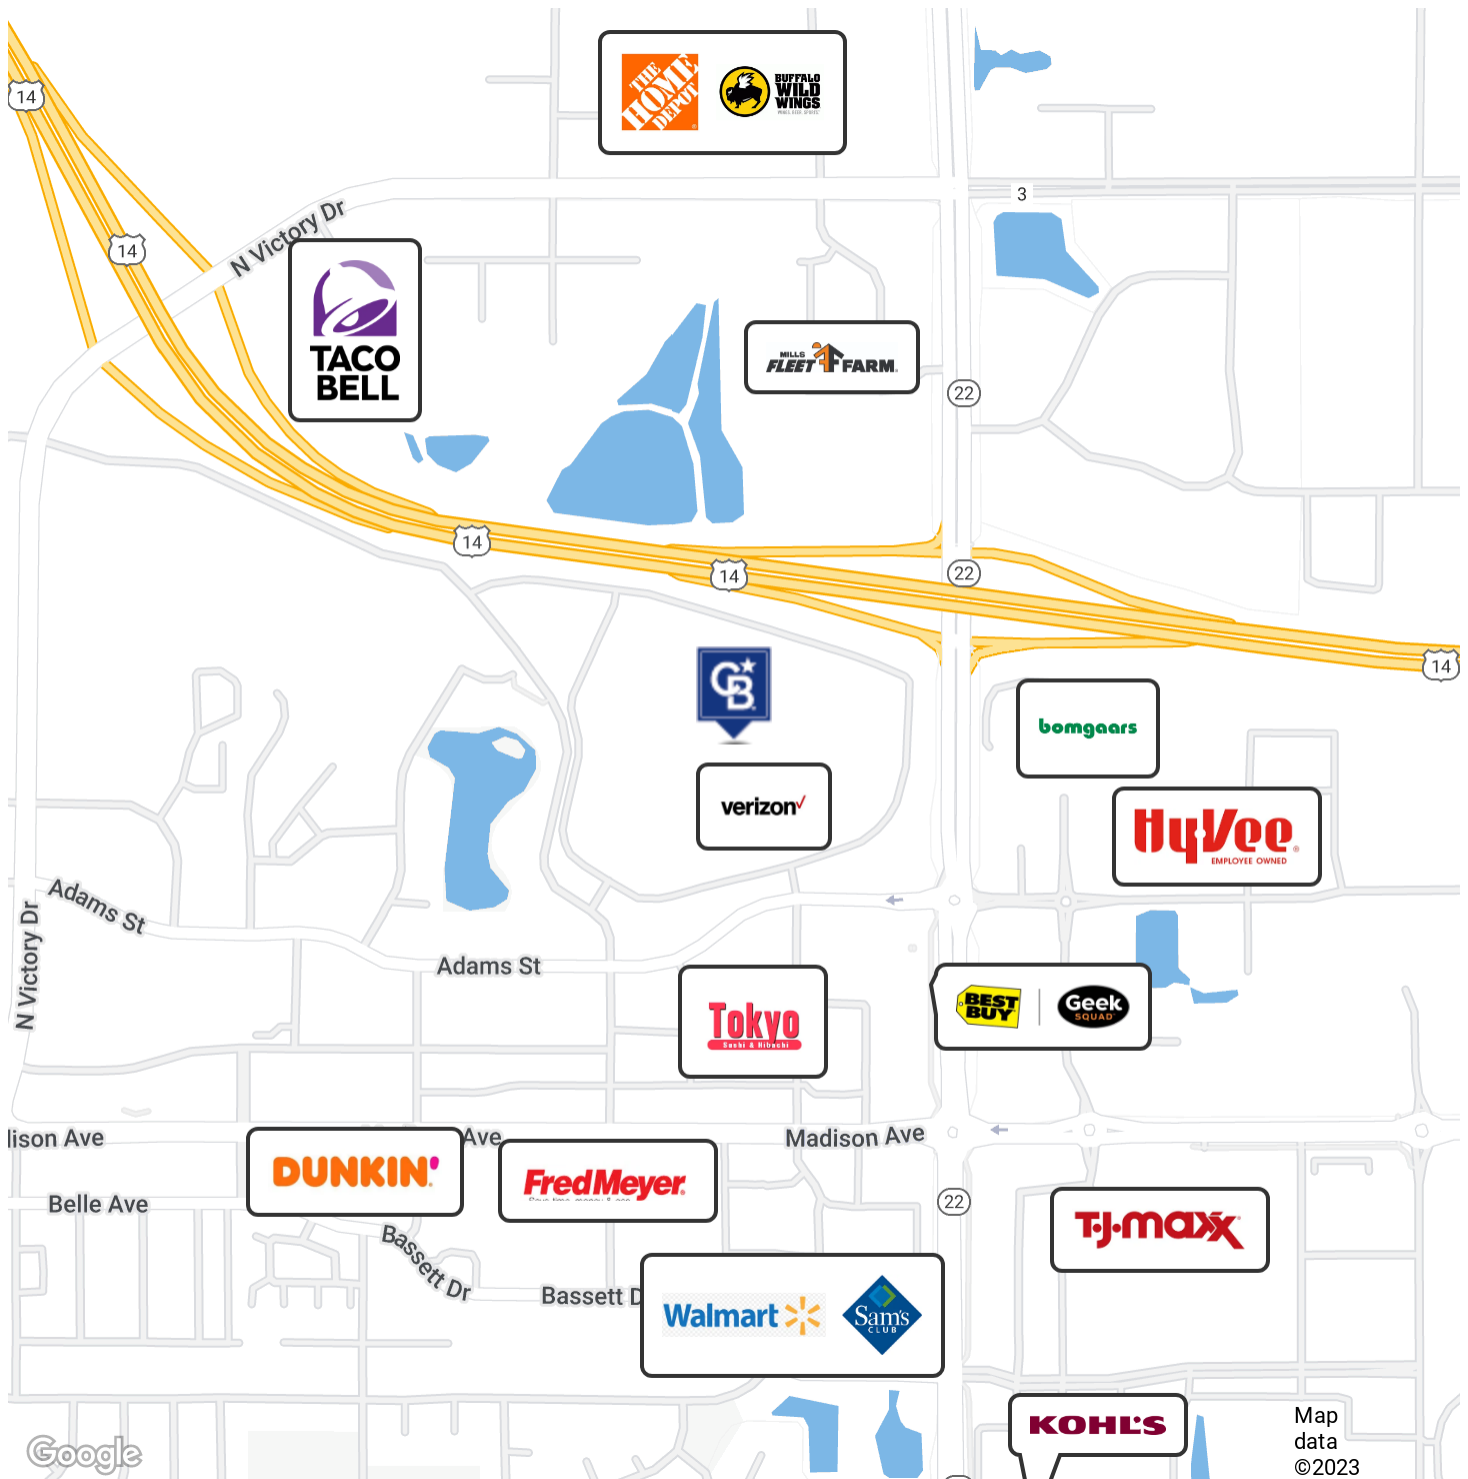 THE
HOME
DEPOT
BUFFALO
WILD
WINGS
14
3
N Victory Dr
14
TACO
BELL
MILLS
FLEET FARM
22
14
14
22
14
CB
bomgaars
verizon
HyVee
EMPLOYEE OWNED
Adams St
N Victory Dr
Adams St
Tokyo
Sushi & Hibachi
BEST
BUY
Geek
SQUAD
lison Ave
Ave
Madison Ave
DUNKIN'
FredMeyer
Belle Ave
22
T·J·maxx
Bassett Dr
Bassett D
Walmart
Sam's
CLUB
KOHL'S
Google
Map
data
©2023